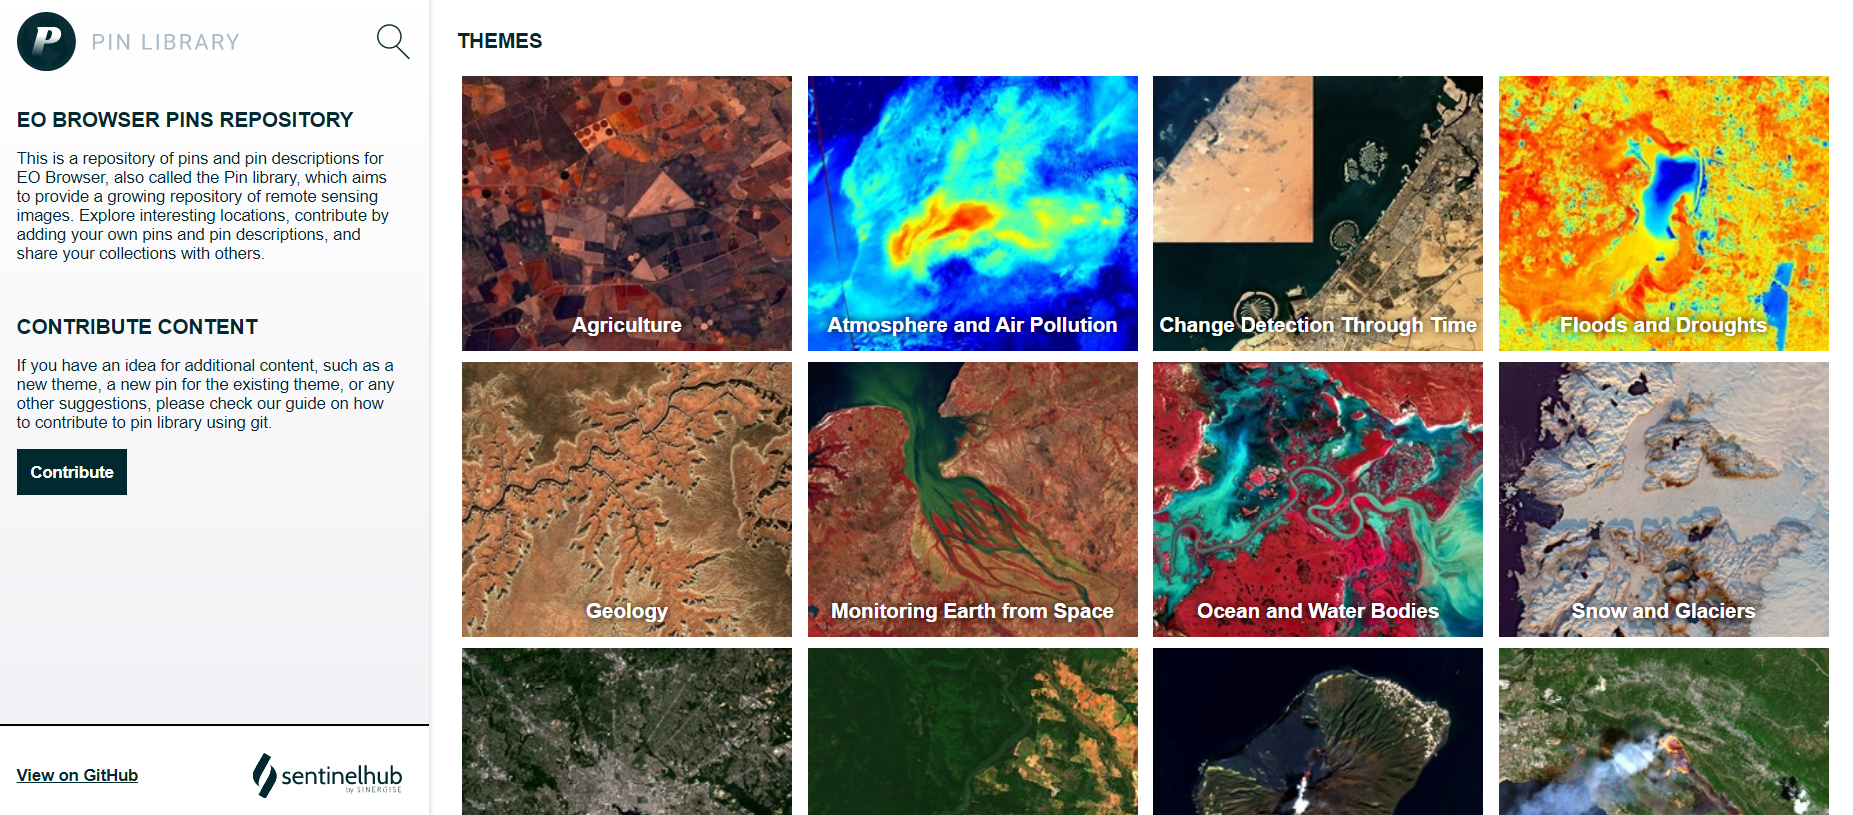 PIN LIBRARY
EO BROWSER PINS REPOSITORY
This is a repository of pins and pin descriptions for
EO Browser, also called the Pin library, which aims
to provide a growing repository of remote sensing
images. Explore interesting locations, contribute by
adding your own pins and pin descriptions, and
share your collections with others.
CONTRIBUTE CONTENT
If you have an idea for additional content, such as a
new theme, a new pin for the existing theme, or any
other suggestions, please check our guide on how
to contribute to pin library using git.
Contribute
View on GitHub
sentinelhub
by SINERGISE
THEMES
Agriculture
Atmosphere and Air Pollution
Change Detection Through Time
Floods and Droughts
Geology
Monitoring Earth from Space
Ocean and Water Bodies
Snow and Glaciers